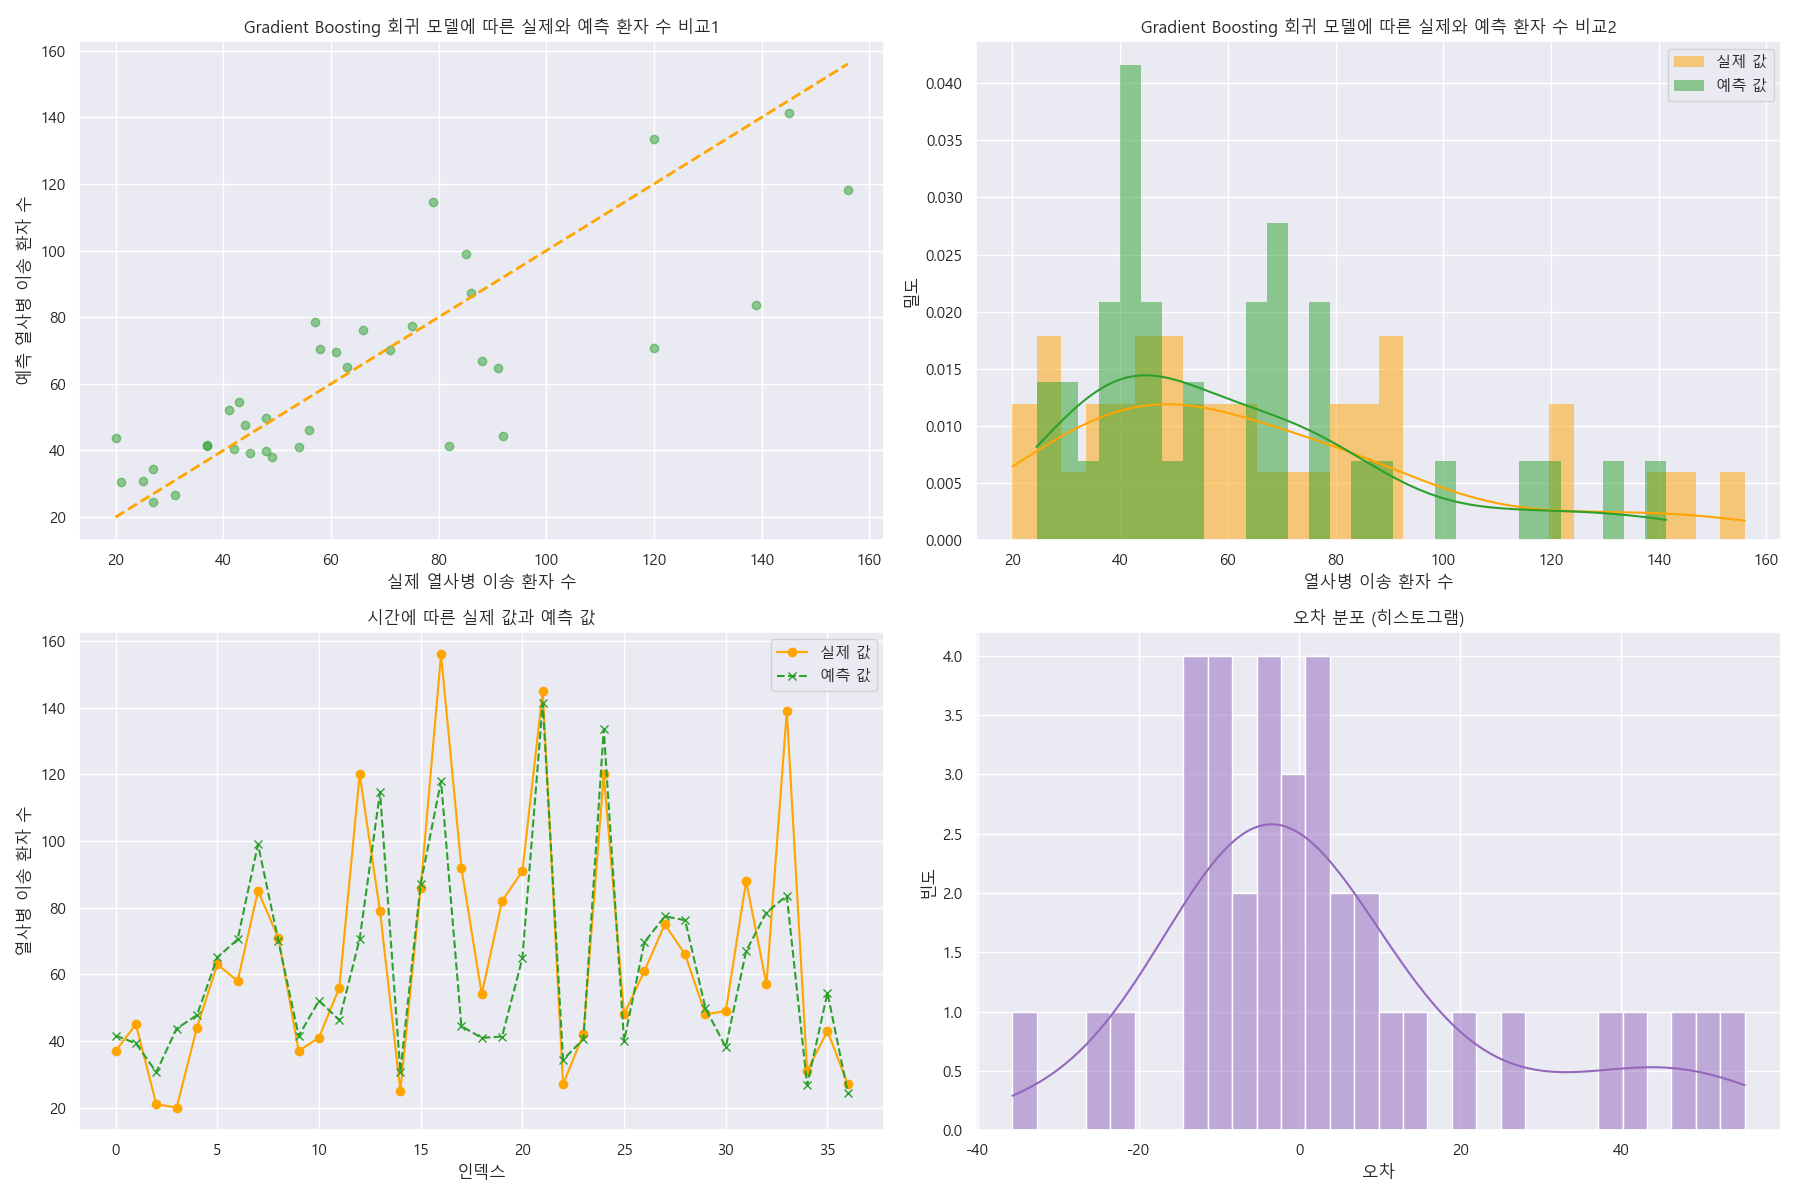 Gradient Boosting 회귀 모델에 따른 실제와 예측 환자 수 비교1
예측 열사병 이송 환자 수
160
140
120
100
80
60
40
20
20 40 60 80 100 120 140 160
실제 열사병 이송 환자 수
Gradient Boosting 회귀 모델에 따른 실제와 예측 환자 수 비교2
실제 값
예측 값
밀도
0.040
0.035
0.030
0.025
0.020
0.015
0.010
0.005
0.000
20 40 60 80 100 120 140 160
열사병 이송 환자 수
시간에 따른 실제 값과 예측 값
실제 값
예측 값
열사병 이송 환자 수
160
140
120
100
80
60
40
20
0 5 10 15 20 25 30 35
인덱스
오차 분포 (히스토그램)
빈도
4.0
3.5
3.0
2.5
2.0
1.5
1.0
0.5
0.0
-40 -20 0 20 40
오차